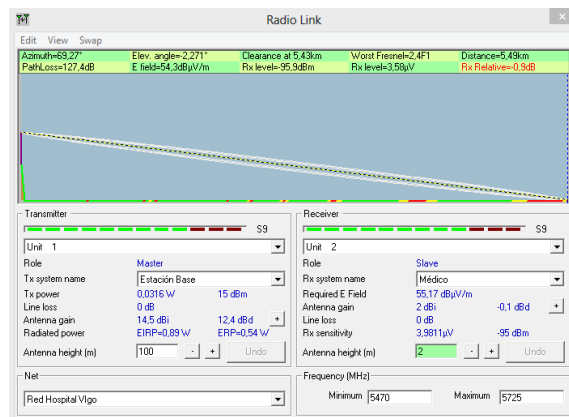 Radio Link
Edit View Swap
Azimuth=69,27° Elev. angle=-2,271° Clearance at 5,43km Worst Fresnel=2,4F1 Distance=5,49km
PathLoss=127,4dB E field=54,3dBµV/m Rx level=-95,9dBm Rx level=3,58µV Rx Relative=-0,9dB
Transmitter
S9
Unit 1
Role Master
Tx system name Estación Base
Tx power 0,0316 W 15 dBm
Line loss 0 dB
Antenna gain 14,5 dBi 12,4 dBd +
Radiated power EIRP=0,89 W ERP=0,54 W
Antenna height (m) 100 - + Undo
Receiver
S9
Unit 2
Role Slave
Rx system name Médico
Required E Field 55,17 dBµV/m
Antenna gain 2 dBi -0,1 dBd +
Line loss 0 dB
Rx sensitivity 3,9811µV -95 dBm
Antenna height (m) 2 - + Undo
Net
Red Hospital VIgo
Frequency (MHz)
Minimum 5470 Maximum 5725